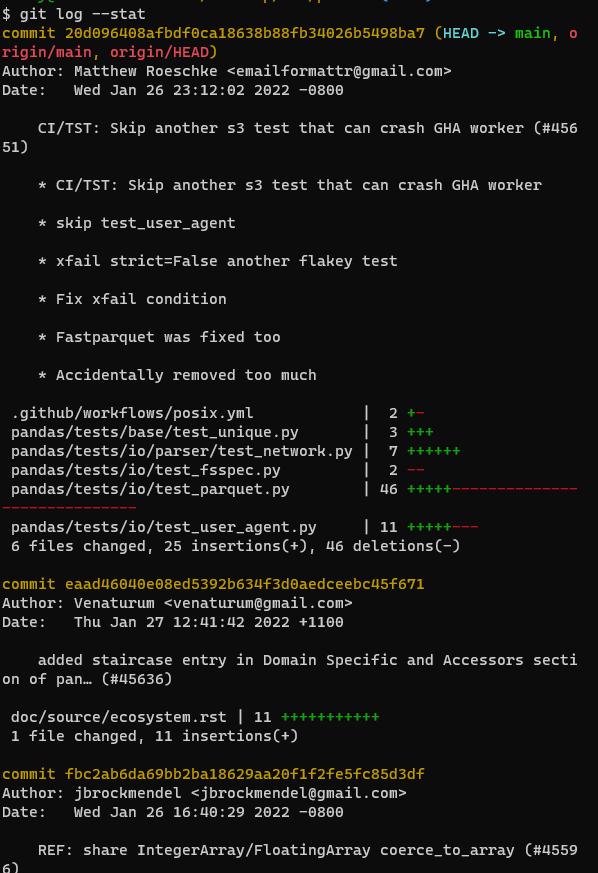 $ git log --stat
commit 20d096408afbdf0ca18638b88fb34026b5498ba7 (HEAD -> main, o
rigin/main, origin/HEAD)
Author: Matthew Roeschke <emailformattr@gmail.com>
Date:   Wed Jan 26 23:12:02 2022 -0800

    CI/TST: Skip another s3 test that can crash GHA worker (#456
51)

    * CI/TST: Skip another s3 test that can crash GHA worker

    * skip test_user_agent

    * xfail strict=False another flakey test

    * Fix xfail condition

    * Fastparquet was fixed too

    * Accidentally removed too much

 .github/workflows/posix.yml            |  2 +-
 pandas/tests/base/test_unique.py       |  3 +++
 pandas/tests/io/parser/test_network.py |  7 ++++++
 pandas/tests/io/test_fsspec.py         |  2 --
 pandas/tests/io/test_parquet.py        | 46 +++++--------------
---------------
 pandas/tests/io/test_user_agent.py     | 11 +++++---
 6 files changed, 25 insertions(+), 46 deletions(-)

commit eaad46040e08ed5392b634f3d0aedceebc45f671
Author: Venaturum <venaturum@gmail.com>
Date:   Thu Jan 27 12:41:42 2022 +1100

    added staircase entry in Domain Specific and Accessors secti
on of pan… (#45636)

 doc/source/ecosystem.rst | 11 +++++++++++
 1 file changed, 11 insertions(+)

commit fbc2ab6da69bb2ba18629aa20f1f2fe5fc85d3df
Author: jbrockmendel <jbrockmendel@gmail.com>
Date:   Wed Jan 26 16:40:29 2022 -0800

    REF: share IntegerArray/FloatingArray coerce_to_array (#4559
6)